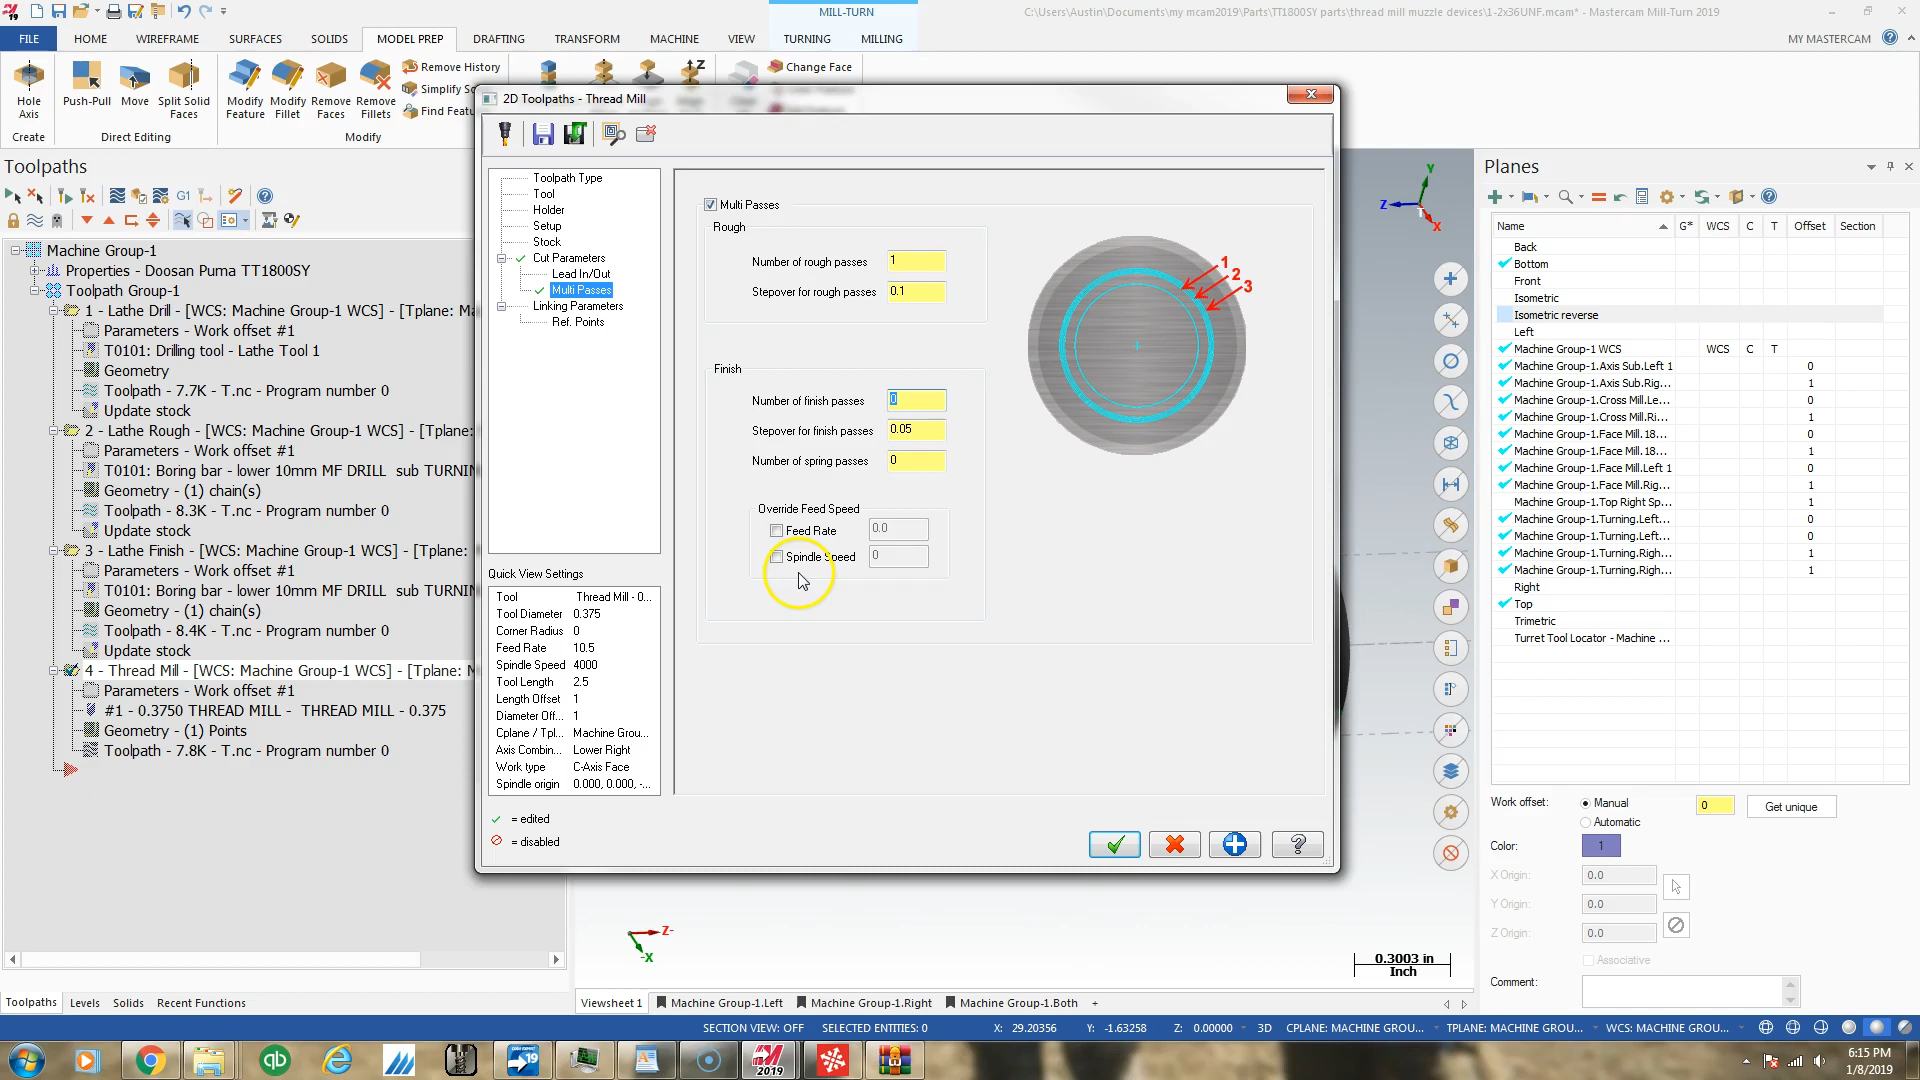 MILL-TURN
C:\Users\Austin\Documents\my mcam2019\Parts\TT1800SY parts\thread mill muzzle devices\1-2x36UNF.mcam* - Mastercam Mill-Turn 2019
FILE HOME WIREFRAME SURFACES SOLIDS MODEL PREP DRAFTING TRANSFORM MACHINE VIEW TURNING MILLING MY MASTERCAM
Hole Axis
Push-Pull
Move
Split Solid Faces
Modify Feature
Modify Fillet
Remove Faces
Remove Fillets
Remove History
Simplify So
Find Featu
Change Face
Create
Direct Editing
Modify
Toolpaths
G1
Machine Group-1
Properties - Doosan Puma TT1800SY
Toolpath Group-1
1 - Lathe Drill - [WCS: Machine Group-1 WCS] - [Tplane: Ma
Parameters - Work offset #1
T0101: Drilling tool - Lathe Tool 1
Geometry
Toolpath - 7.7K - T.nc - Program number 0
Update stock
2 - Lathe Rough - [WCS: Machine Group-1 WCS] - [Tplane:
Parameters - Work offset #1
T0101: Boring bar - lower 10mm MF DRILL sub TURNIN
Geometry - (1) chain(s)
Toolpath - 8.3K - T.nc - Program number 0
Update stock
3 - Lathe Finish - [WCS: Machine Group-1 WCS] - [Tplane:
Parameters - Work offset #1
T0101: Boring bar - lower 10mm MF DRILL sub TURNIN
Geometry - (1) chain(s)
Toolpath - 8.4K - T.nc - Program number 0
Update stock
4 - Thread Mill - [WCS: Machine Group-1 WCS] - [Tplane: M
Parameters - Work offset #1
#1 - 0.3750 THREAD MILL - THREAD MILL - 0.375
Geometry - (1) Points
Toolpath - 7.8K - T.nc - Program number 0
Toolpaths Levels Solids Recent Functions
2D Toolpaths - Thread Mill
Toolpath Type
Tool
Holder
Setup
Stock
Cut Parameters
Lead In/Out
Multi Passes
Linking Parameters
Ref. Points
Quick View Settings
Tool Thread Mill - 0...
Tool Diameter 0.375
Corner Radius 0
Feed Rate 10.5
Spindle Speed 4000
Tool Length 2.5
Length Offset 1
Diameter Off... 1
Cplane / Tpl... Machine Grou...
Axis Combin... Lower Right
Work type C-Axis Face
Spindle origin 0.000, 0.000, -...
= edited
= disabled
Multi Passes
Rough
Number of rough passes 1
Stepover for rough passes 0.1
Finish
Number of finish passes 0
Stepover for finish passes 0.05
Number of spring passes 0
Override Feed Speed
Feed Rate 0.0
Spindle Speed 0
1
2
3
Y
Z
X
Z-
-X
0.3003 in
Inch
Viewsheet 1 Machine Group-1.Left Machine Group-1.Right Machine Group-1.Both +
Planes
Name G* WCS C T Offset Section
Back
Bottom
Front
Isometric
Isometric reverse
Left
Machine Group-1 WCS WCS C T
Machine Group-1.Axis Sub.Left 1 0
Machine Group-1.Axis Sub.Rig... 1
Machine Group-1.Cross Mill.Le... 0
Machine Group-1.Cross Mill.Ri... 1
Machine Group-1.Face Mill. 18... 0
Machine Group-1.Face Mill. 18... 1
Machine Group-1.Face Mill.Left 1 0
Machine Group-1.Face Mill.Rig... 1
Machine Group-1.Top Right Sp...
Machine Group-1.Turning.Left... 0
Machine Group-1.Turning.Left... 0
Machine Group-1.Turning.Righ... 1
Machine Group-1.Turning.Righ... 1
Right
Top
Trimetric
Turret Tool Locator - Machine ...
Work offset: Manual 0 Get unique
Automatic
Color: 1
X Origin: 0.0
Y Origin: 0.0
Z Origin: 0.0
Associative
Comment:
SECTION VIEW: OFF SELECTED ENTITIES: 0 X: 29.20356 Y: -1.63258 Z: 0.00000 3D CPLANE: MACHINE GROU... TPLANE: MACHINE GROU... WCS: MACHINE GROU...
6:15 PM
1/8/2019